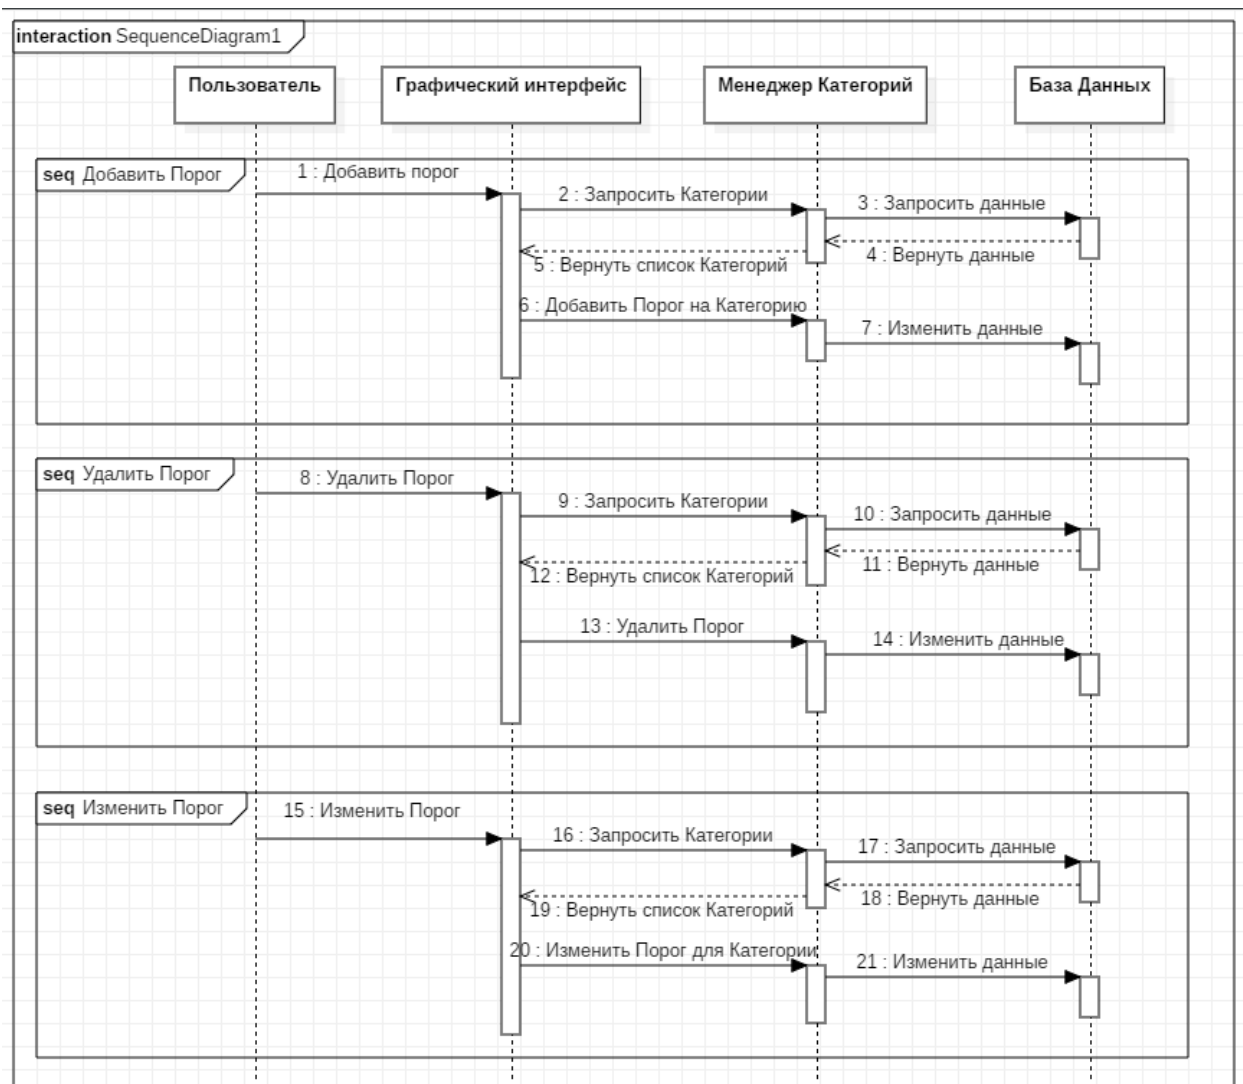 interaction SequenceDiagram1
Пользователь
Графический интерфейс
Менеджер Категорий
База Данных
seq Добавить Порог
1 : Добавить порог
2 : Запросить Категории
3 : Запросить данные
4 : Вернуть данные
5 : Вернуть список Категорий
6 : Добавить Порог на Категорию
7 : Изменить данные
seq Удалить Порог
8 : Удалить Порог
9 : Запросить Категории
10 : Запросить данные
11 : Вернуть данные
12 : Вернуть список Категорий
13 : Удалить Порог
14 : Изменить данные
seq Изменить Порог
15 : Изменить Порог
16 : Запросить Категории
17 : Запросить данные
18 : Вернуть данные
19 : Вернуть список Категорий
20 : Изменить Порог для Категории
21 : Изменить данные